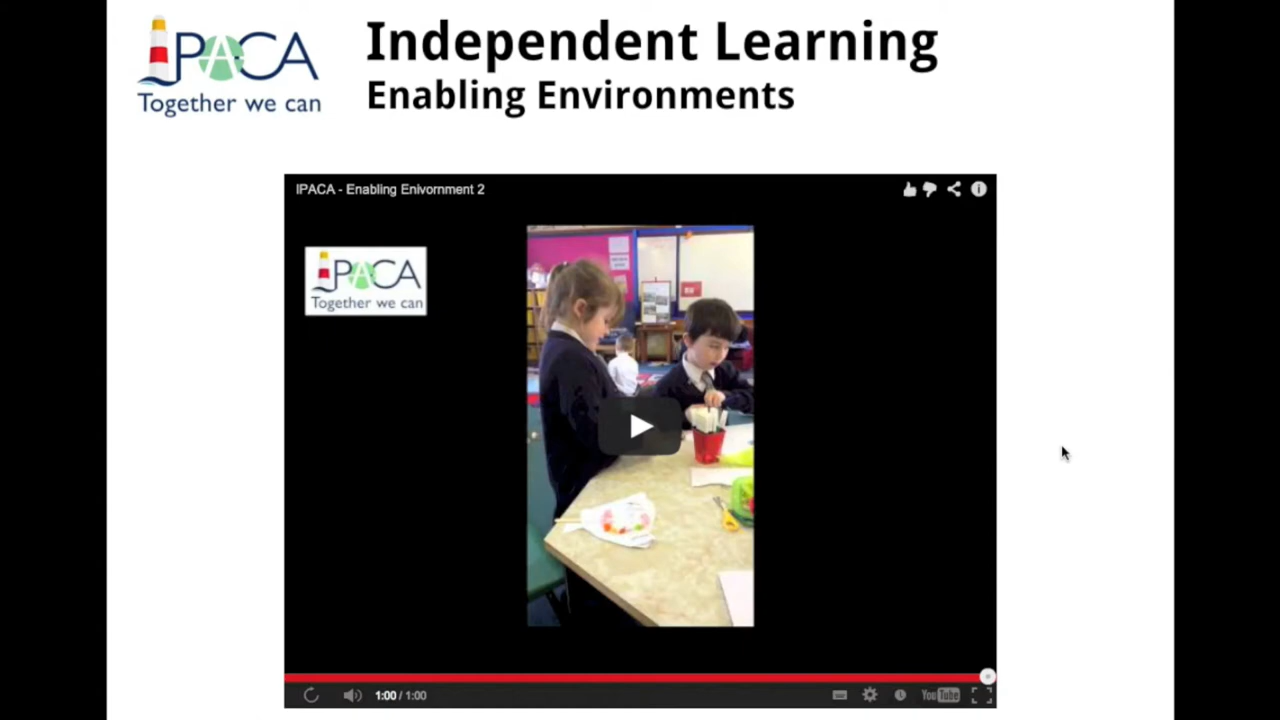 IPACA
Together we can
Independent Learning
Enabling Environments
IPACA - Enabling Enivornment 2
IPACA
Together we can
1:00 / 1:00
YouTube